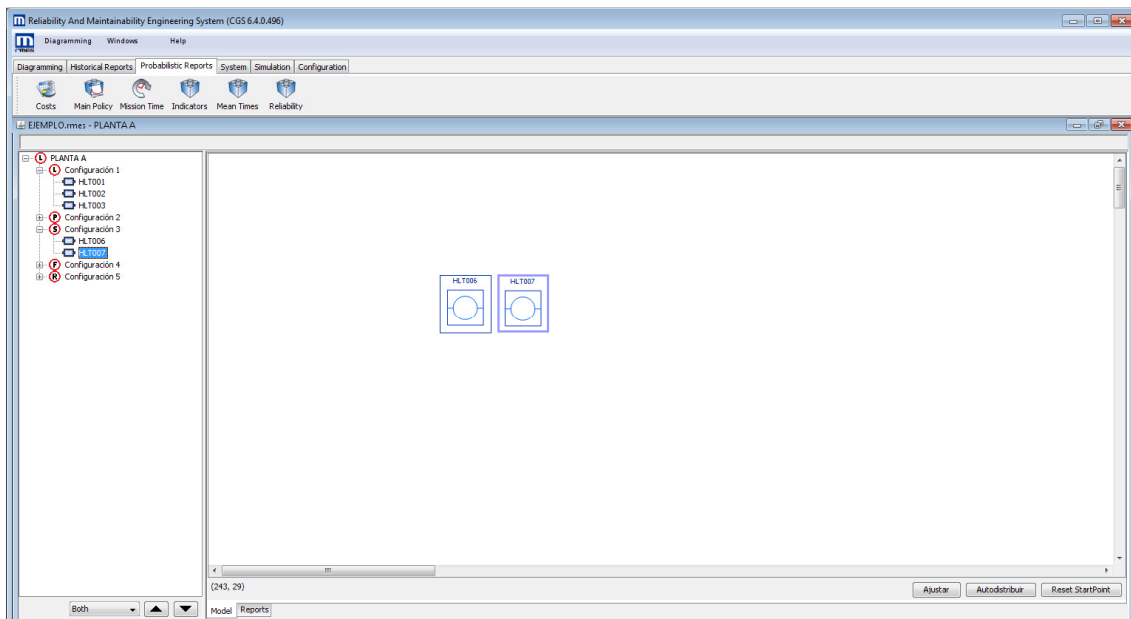 Reliability And Maintainability Engineering System (CGS 6.4.0.496)
Diagramming Windows Help
Diagramming Historical Reports Probabilistic Reports System Simulation Configuration
Costs Main Policy Mission Time Indicators Mean Times Reliability
EJEMPLO.rmes - PLANTA A
L PLANTA A
L Configuración 1
HLT001
HLT002
HLT003
P Configuración 2
S Configuración 3
HLT006
HLT007
F Configuración 4
R Configuración 5
HLT006 HLT007
(243, 29)
Ajustar Autodistribuir Reset StartPoint
Both
Model Reports